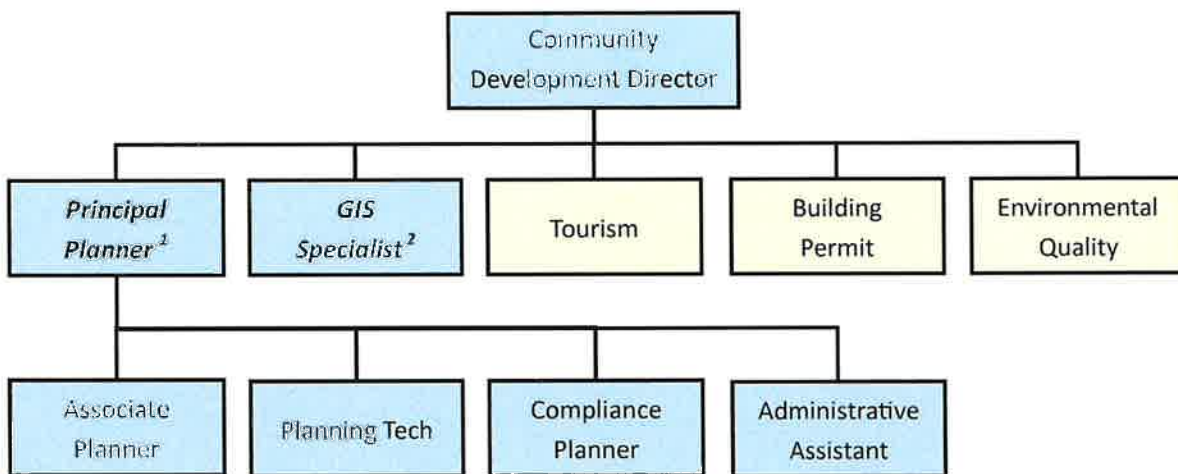 Community
Development Director
Principal
Planner 1
GIS
Specialist 2
Tourism
Building
Permit
Environmental
Quality
Associate
Planner
Planning Tech
Compliance
Planner
Administrative
Assistant